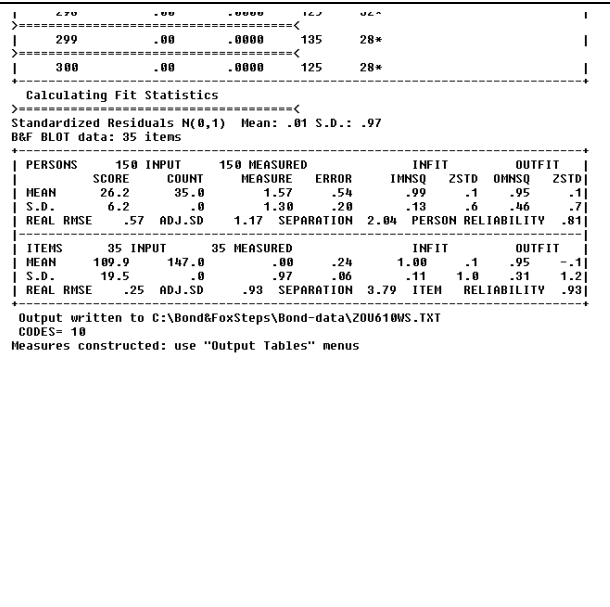 | 298 .00 .0000 125 32* |
>=====================================<
| 299 .00 .0000 135 28* |
>=====================================<
| 300 .00 .0000 125 28* |
+-----------------------------------------------------------------------------+
Calculating Fit Statistics
>=====================================<
Standardized Residuals N(0,1) Mean: .01 S.D.: .97
B&F BLOT data: 35 items
+-----------------------------------------------------------------------------+
| PERSONS 150 INPUT 150 MEASURED INFIT OUTFIT |
| SCORE COUNT MEASURE ERROR IMNSQ ZSTD OMNSQ ZSTD|
| MEAN 26.2 35.0 1.57 .54 .99 .1 .95 .1|
| S.D. 6.2 .0 1.30 .20 .13 .6 .46 .7|
| REAL RMSE .57 ADJ.SD 1.17 SEPARATION 2.04 PERSON RELIABILITY .81|
|-----------------------------------------------------------------------------|
| ITEMS 35 INPUT 35 MEASURED INFIT OUTFIT |
| MEAN 109.9 147.0 .00 .24 1.00 .1 .95 -.1|
| S.D. 19.5 .0 .97 .06 .11 1.0 .31 1.2|
| REAL RMSE .25 ADJ.SD .93 SEPARATION 3.79 ITEM RELIABILITY .93|
+-----------------------------------------------------------------------------+
Output written to C:\Bond&FoxSteps\Bond-data\ZOU610WS.TXT
CODES= 10
Measures constructed: use "Output Tables" menus